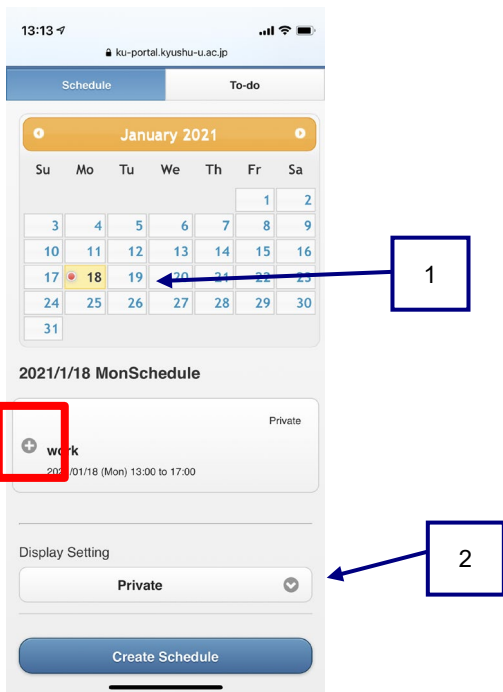 13:13
ku-portal.kyushu-u.ac.jp
Schedule To-do
January 2021
Su Mo Tu We Th Fr Sa
1 2
3 4 5 6 7 8 9
10 11 12 13 14 15 16
17 18 19 20 21 22 23
24 25 26 27 28 29 30
31
1
2021/1/18 MonSchedule
Private
work
2021/01/18 (Mon) 13:00 to 17:00
Display Setting
Private
2
Create Schedule